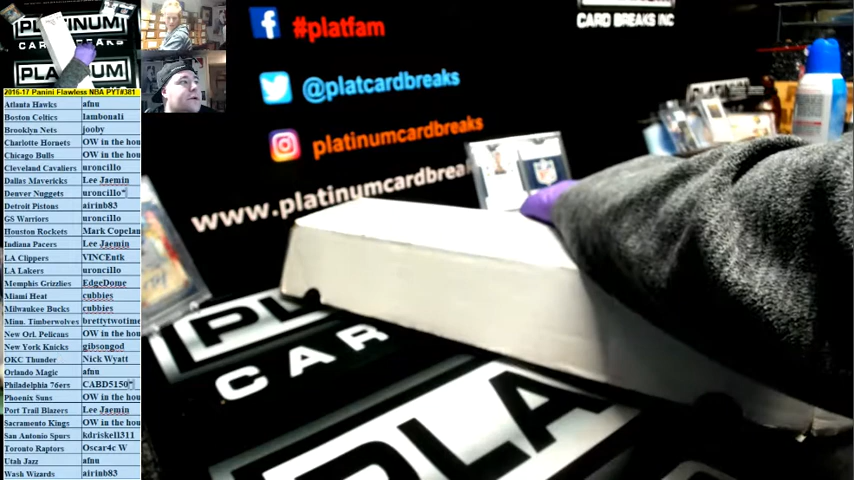 PLATINUM
CARD BREAKS
PLATINUM
2016-17 Panini Flawless NBA PYT#381
Atlanta Hawks afnu
Boston Celtics lambonali
Brooklyn Nets jooby
Charlotte Hornets OW in the hou
Chicago Bulls OW in the hou
Cleveland Cavaliers uroncillo
Dallas Mavericks Lee Jaemin
Denver Nuggets uroncillo*
Detroit Pistons airinb83
GS Warriors uroncillo
Houston Rockets Mark Copelan
Indiana Pacers Lee Jaemin
LA Clippers VINCEntk
LA Lakers uroncillo
Memphis Grizzlies EdgeDome
Miami Heat cubbies
Milwaukee Bucks cubbies
Minn. Timberwolves brettytwotime
New Orl. Pelicans OW in the hou
New York Knicks gibsongod
OKC Thunder Nick Wyatt
Orlando Magic afnu
Philadelphia 76ers CABD5150*
Phoenix Suns OW in the hou
Port Trail Blazers Lee Jaemin
Sacramento Kings OW in the hou
San Antonio Spurs kdriskell311
Toronto Raptors Oscar4c W
Utah Jazz afnu
Wash Wizards airinb83
CARD BREAKS INC
#platfam
@platcardbreaks
platinumcardbreaks
www.platinumcardbreak
NFL
PL
CAR
PLA